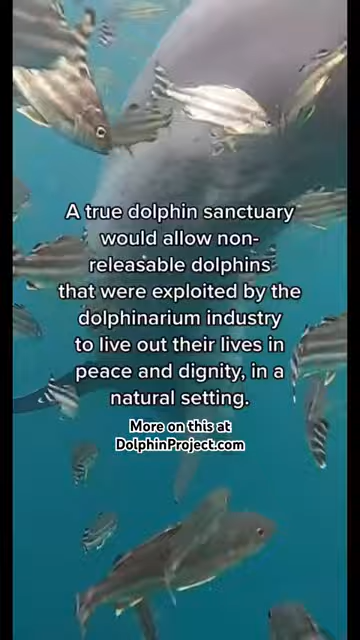 A true dolphin sanctuary
would allow non-
releasable dolphins
that were exploited by the
dolphinarium industry
to live out their lives in
peace and dignity, in a
natural setting.
More on this at
DolphinProject.com